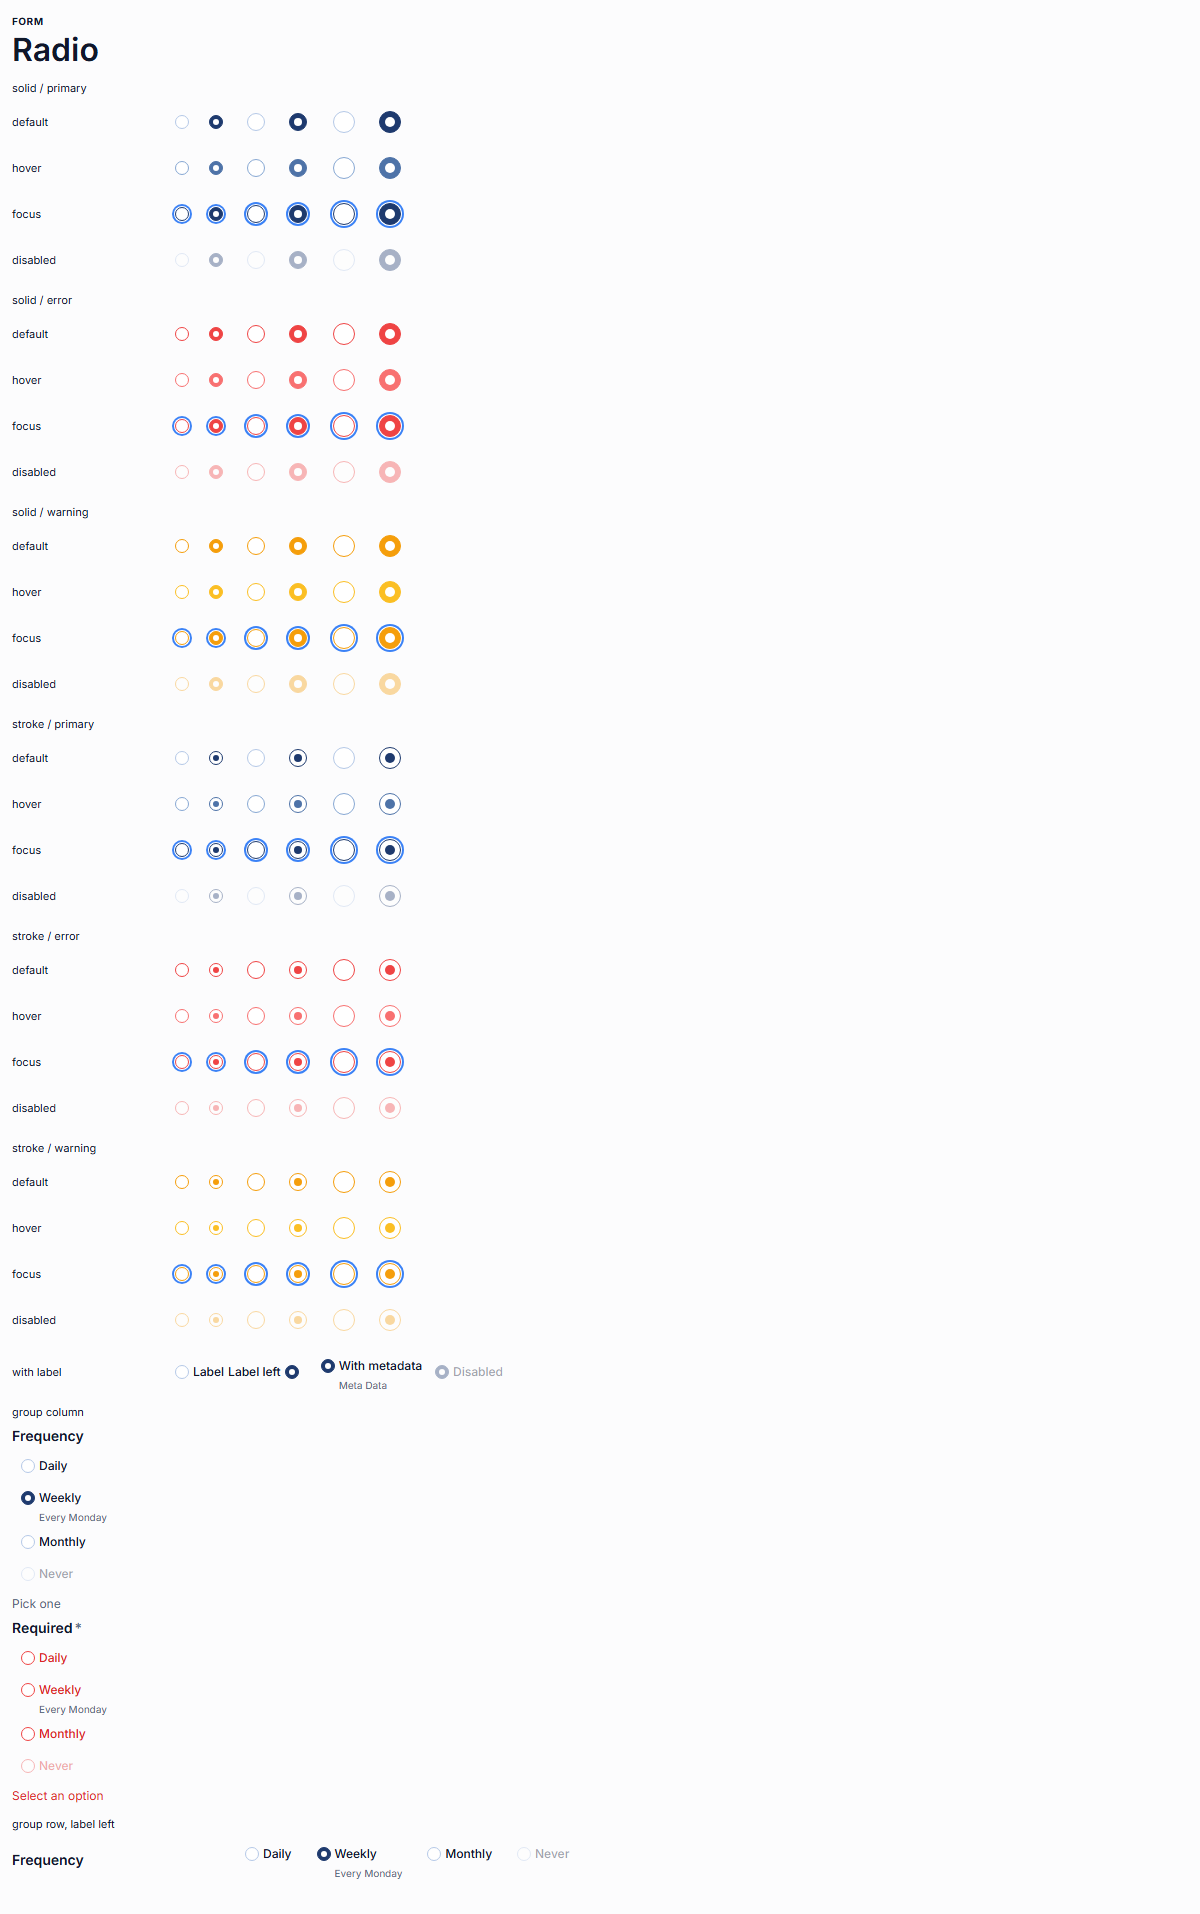 FORM
Radio
solid / primary
default
hover
focus
disabled
solid / error
default
hover
focus
disabled
solid / warning
default
hover
focus
disabled
stroke / primary
default
hover
focus
disabled
stroke / error
default
hover
focus
disabled
stroke / warning
default
hover
focus
disabled
with label Label Label left With metadata Disabled
Meta Data
group column
Frequency
Daily
Weekly
Every Monday
Monthly
Never
Pick one
Required *
Daily
Weekly
Every Monday
Monthly
Never
Select an option
group row, label left
Frequency Daily Weekly Monthly Never
Every Monday